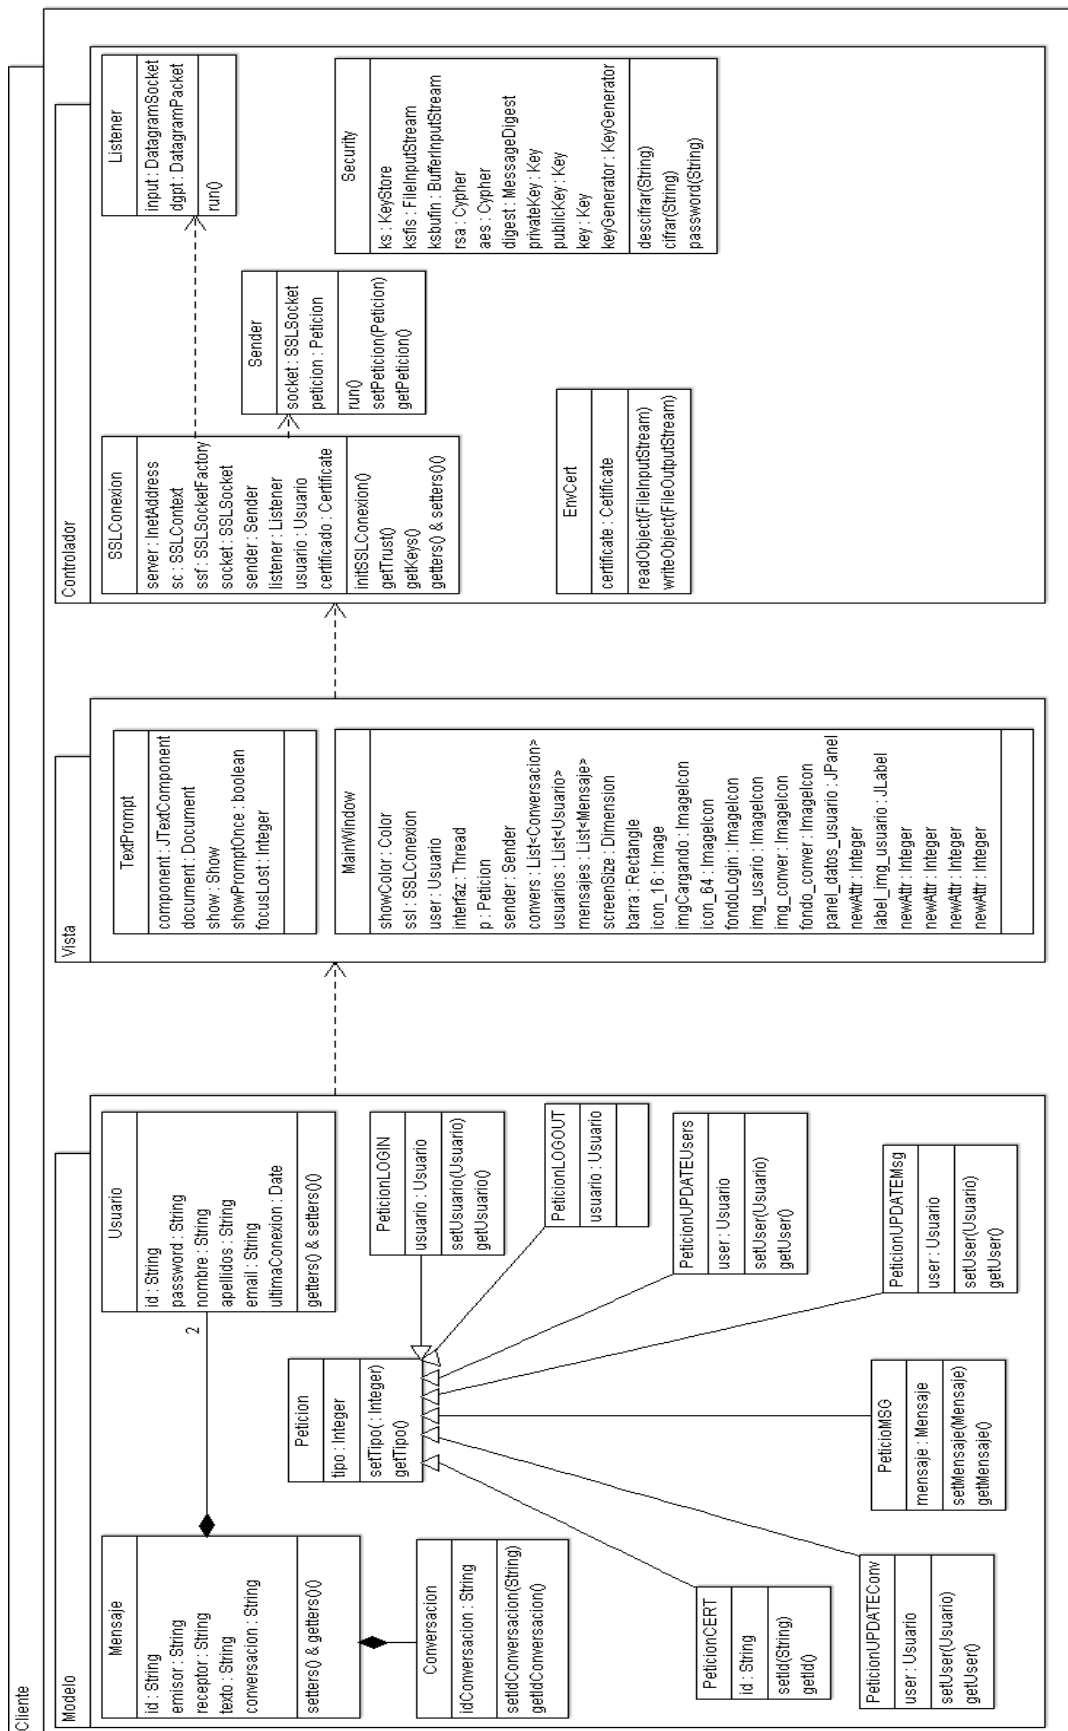 Cliente
Modelo
Mensaje
id : String
emisor : String
receptor : String
texto : String
conversacion : String
setters() & getters()()
2
Usuario
id : String
password : String
nombre : String
apellidos : String
email : String
ultimaConexion : Date
getters() & setters()()
Conversacion
idConversacion : String
setIdConversacion(String)
getIdConversacion()
Peticion
tipo : Integer
setTipo( : Integer)
getTipo()
PeticionLOGIN
usuario : Usuario
setUsuario(Usuario)
getUsuario()
PeticionLOGOUT
usuario : Usuario
PeticionUPDATEUsers
user : Usuario
setUser(Usuario)
getUser()
PeticionUPDATEMsg
user : Usuario
setUser(Usuario)
getUser()
PeticioMSG
mensaje : Mensaje
setMensaje(Mensaje)
getMensaje()
PeticionUPDATEConv
user : Usuario
setUser(Usuario)
getUser()
PeticionCERT
id : String
setId(String)
getId()
Vista
TextPrompt
component : JTextComponent
document : Document
show : Show
showPromptOnce : boolean
focusLost : Integer
MainWindow
showColor : Color
ssl : SSLConexion
user : Usuario
interfaz : Thread
p : Peticion
sender : Sender
convers : List<Conversacion>
usuarios : List<Usuario>
mensajes : List<Mensaje>
screenSize : Dimension
barra : Rectangle
icon_16 : Image
imgCargando : ImageIcon
icon_64 : ImageIcon
fondoLogin : ImageIcon
img_usario : ImageIcon
img_conver : ImageIcon
fondo_conver : ImageIcon
panel_datos_usuario : JPanel
newAttr : Integer
label_img_usuario : JLabel
newAttr : Integer
newAttr : Integer
newAttr : Integer
newAttr : Integer
Controlador
SSLConexion
server : InetAddress
sc : SSLContext
ssf : SSLSocketFactory
socket : SSLSocket
sender : Sender
listener : Listener
usuario : Usuario
certificado : Certificate
initSSLConexion()
getTrust()
getKeys()
getters() & setters()()
Listener
input : DatagramSocket
dgpt : DatagramPacket
run()
Sender
socket : SSLSocket
peticion : Peticion
run()
setPeticion(Peticion)
getPeticion()
Security
ks : KeyStore
ksfis : FileInputStream
ksbufin : BufferInputStream
rsa : Cypher
aes : Cypher
digest : MessageDigest
privateKey : Key
publicKey : Key
key : Key
keyGenerator : KeyGenerator
descifrar(String)
cifrar(String)
password(String)
EnvCert
certificate : Cetificate
readObject(FileInputStream)
writeObject(FileOutputStream)